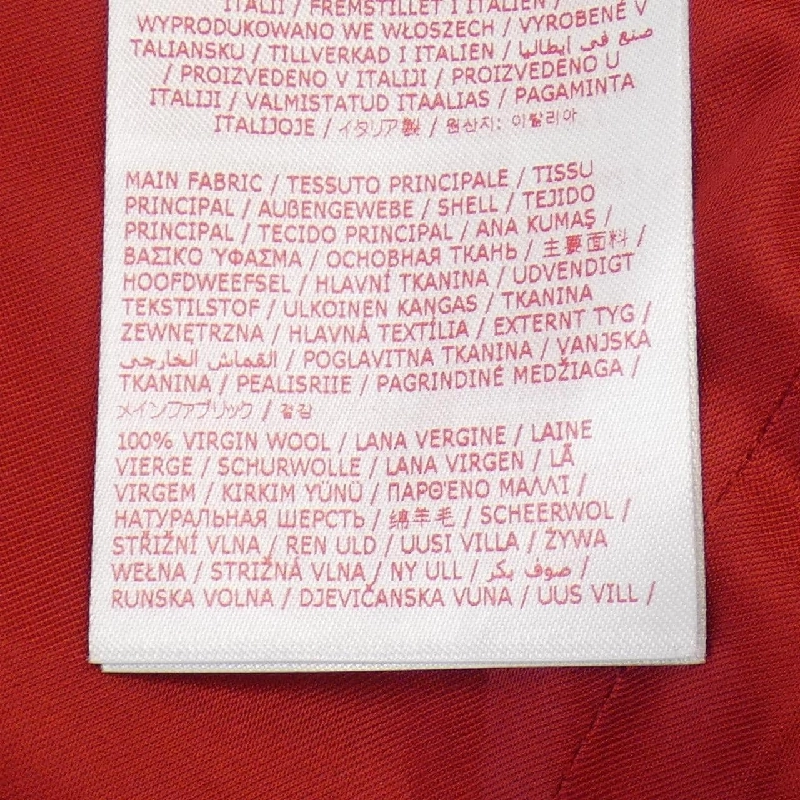 ITALII / FREMSTILLET I ITALIEN /
WYPRODUKOWANO WE WŁOSZECH / VYROBENÉ V
TALIANSKU / TILLVERKAD I ITALIEN / صنع في ايطاليا
/ PROIZVEDENO V ITALIJI / PROIZVEDENO U
ITALIJI / VALMISTATUD ITAALIAS / PAGAMINTA
ITALIJOJE / イタリア製 / 원산지: 이탈리아
MAIN FABRIC / TESSUTO PRINCIPALE / TISSU
PRINCIPAL / AUßENGEWEBE / SHELL / TEJIDO
PRINCIPAL / TECIDO PRINCIPAL / ANA KUMAŞ /
ΒΑΣΙΚΌ ΎΦΑΣΜΑ / ОСНОВНАЯ ТКАНЬ / 主要面料 /
HOOFDWEEFSEL / HLAVNÍ TKANINA / UDVENDIGT
TEKSTILSTOF / ULKOINEN KANGAS / TKANINA
ZEWNĘTRZNA / HLAVNÁ TEXTÍLIA / EXTERNT TYG /
القماش الخارجي / POGLAVITNA TKANINA / VANJSKA
TKANINA / PEALISRIIE / PAGRINDINĖ MEDŽIAGA /
メインファブリック / 겉감
100% VIRGIN WOOL / LANA VERGINE / LAINE
VIERGE / SCHURWOLLE / LANA VIRGEN / LÃ
VIRGEM / KIRKIM YÜNÜ / ΠΑΡΘΈΝΟ ΜΑΛΛΊ /
НАТУРАЛЬНАЯ ШЕРСТЬ / 绵羊毛 / SCHEERWOL /
STŘIŽNÍ VLNA / REN ULD / UUSI VILLA / ŻYWA
WEŁNA / STRIŽNÁ VLNA / NY ULL / صوف بكر /
RUNSKA VOLNA / DJEVIČANSKA VUNA / UUS VILL /